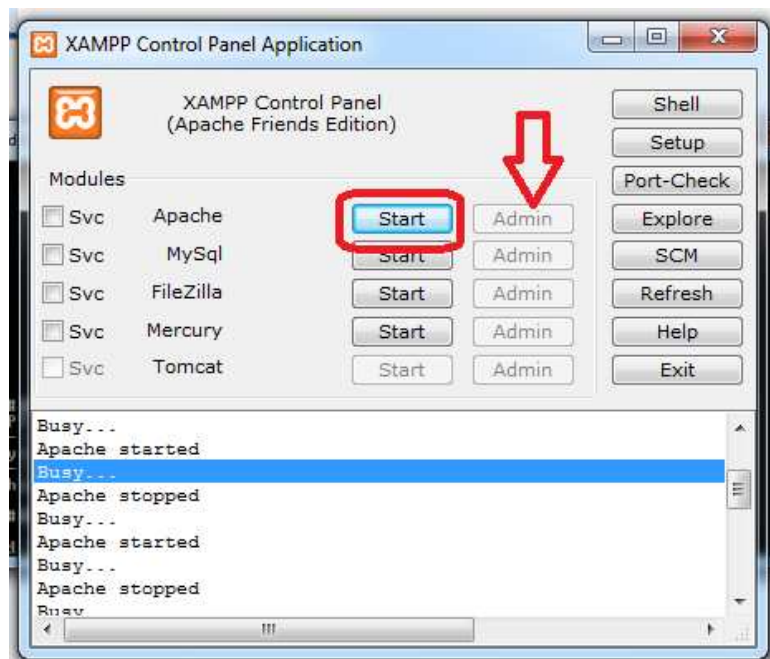 XAMPP Control Panel Application
XAMPP Control Panel
(Apache Friends Edition)
Shell
Setup
Modules
Port-Check
Svc Apache Start Admin Explore
Svc MySql Start Admin SCM
Svc FileZilla Start Admin Refresh
Svc Mercury Start Admin Help
Svc Tomcat Start Admin Exit
Busy...
Apache started
Busy...
Apache stopped
Busy...
Apache started
Busy...
Apache stopped
Busy